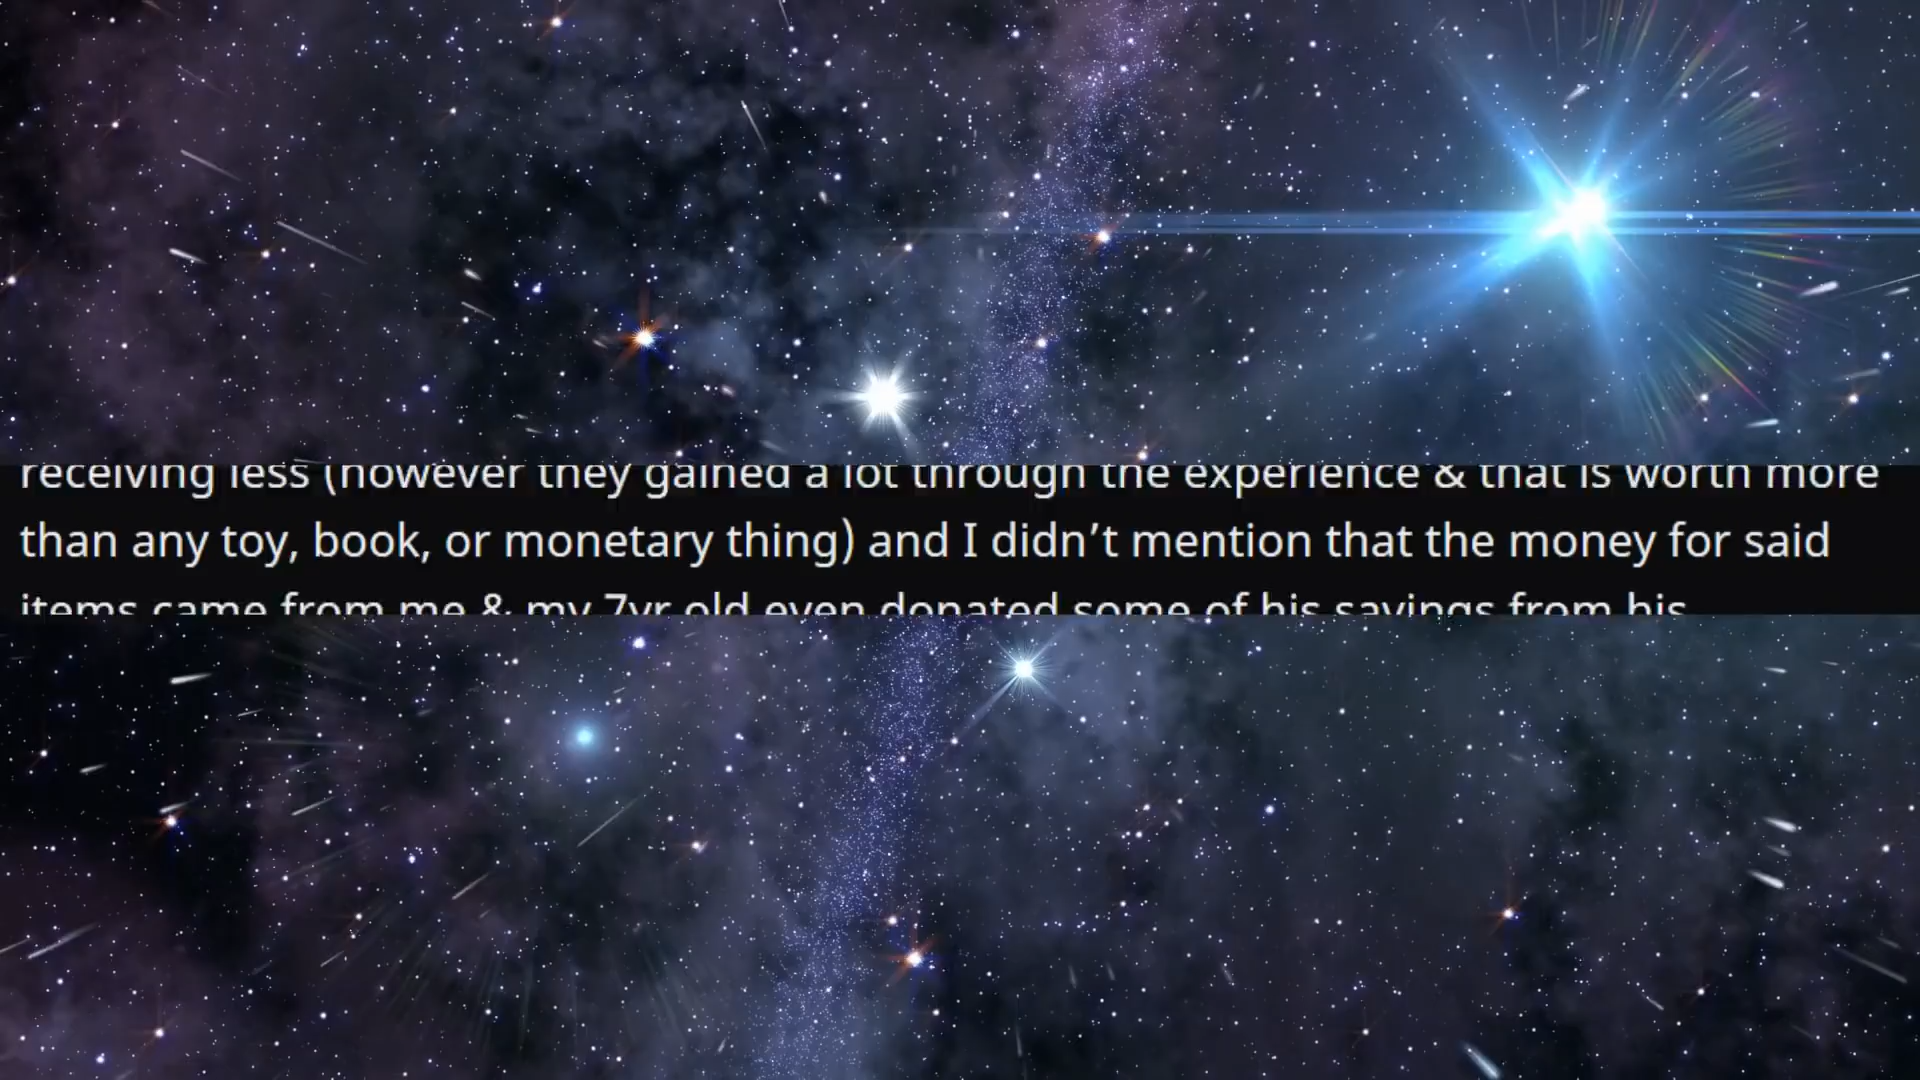 receiving less (however they gained a lot through the experience & that is worth more
than any toy, book, or monetary thing) and I didn’t mention that the money for said
items came from me & my 7yr old even donated some of his savings from his